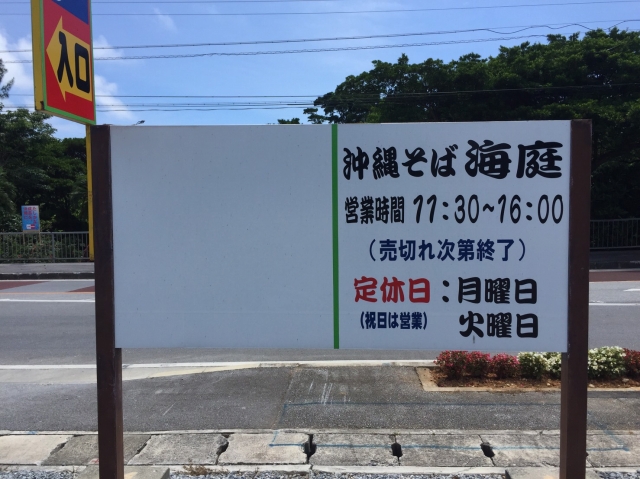 入口
沖縄そば 海庭
営業時間 11:30~16:00
（売切れ次第終了）
定休日：月曜日
(祝日は営業) 火曜日